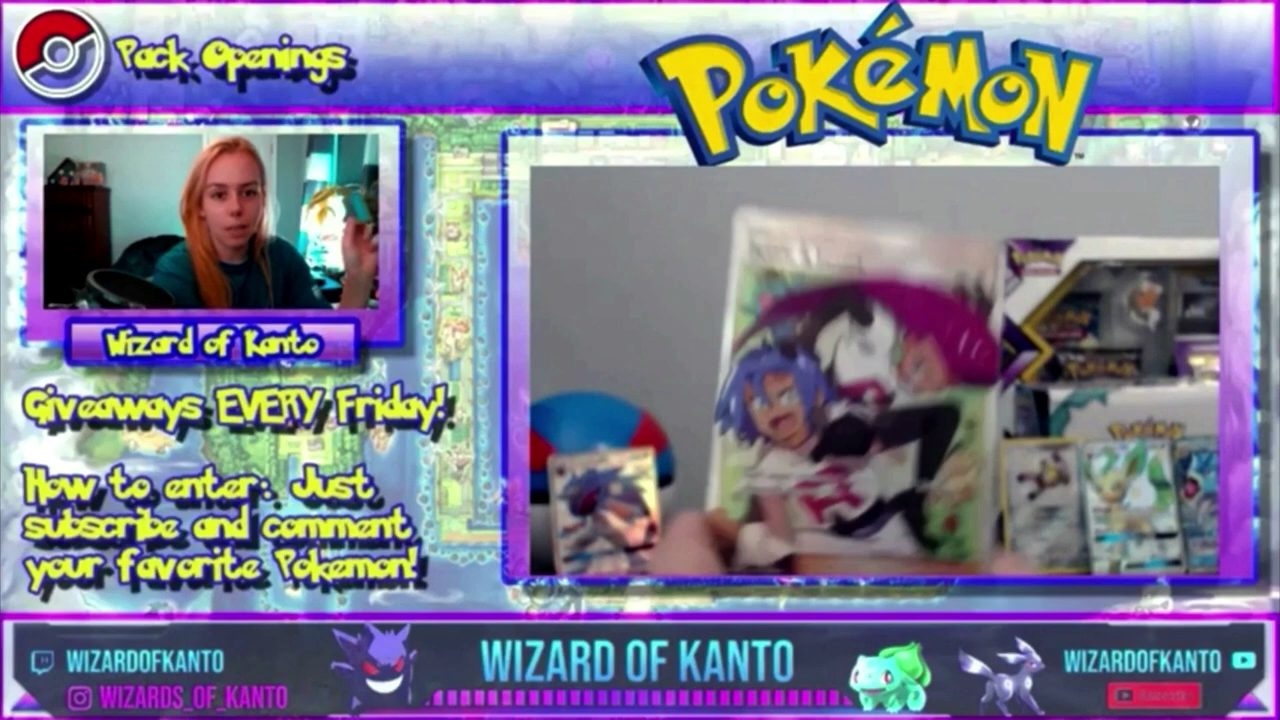 Pack Openings
POKÉMON
Wizard of Kanto
Giveaways EVERY Friday!
How to enter: Just
subscribe and comment
your favorite Pokemon!
WIZARDOFKANTO
WIZARDS_OF_KANTO
WIZARD OF KANTO
WIZARDOFKANTO